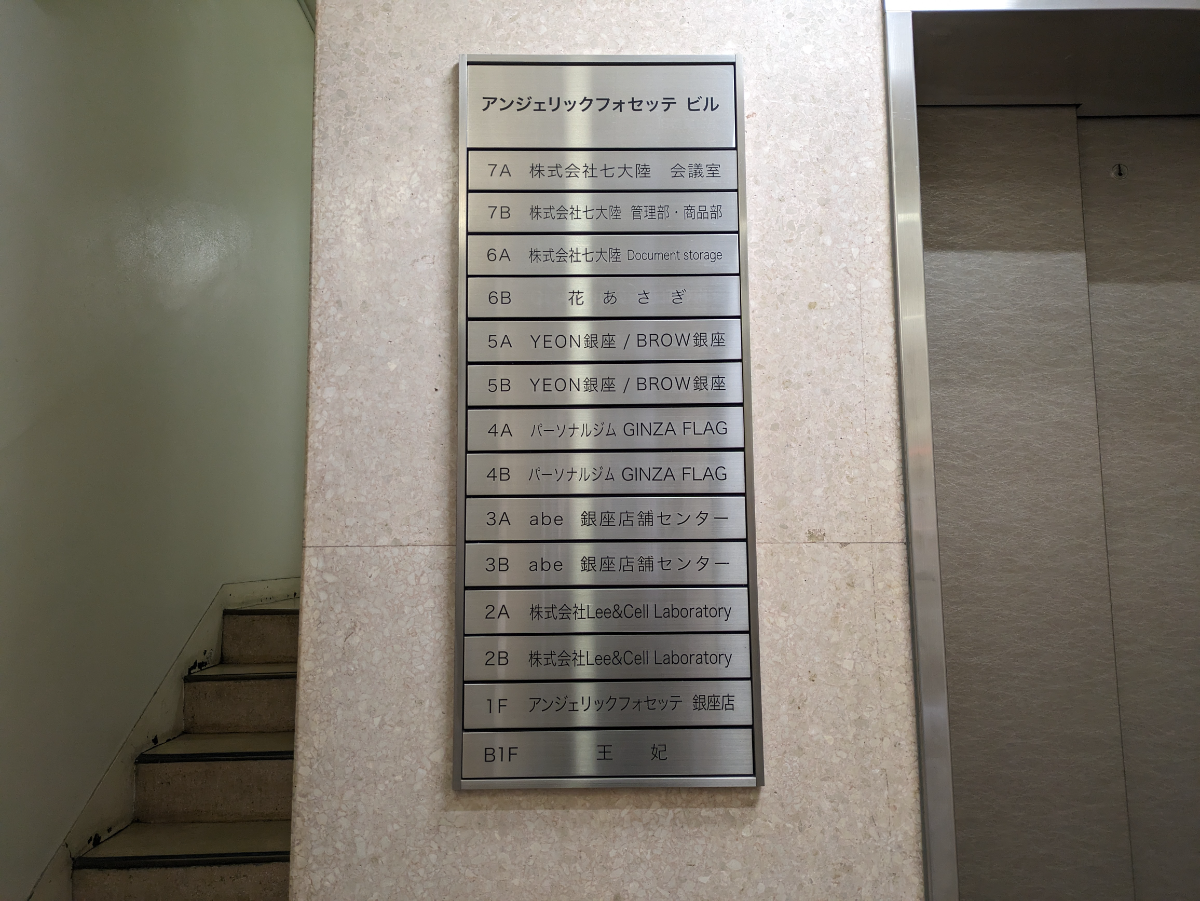 アンジェリックフォセッテ ビル
7A 株式会社七大陸 会議室
7B 株式会社七大陸 管理部・商品部
6A 株式会社七大陸 Document storage
6B 花あさぎ
5A YEON銀座 / BROW銀座
5B YEON銀座 / BROW銀座
4A パーソナルジム GINZA FLAG
4B パーソナルジム GINZA FLAG
3A abe 銀座店舗センター
3B abe 銀座店舗センター
2A 株式会社Lee&Cell Laboratory
2B 株式会社Lee&Cell Laboratory
1F アンジェリックフォセッテ 銀座店
B1F 王妃